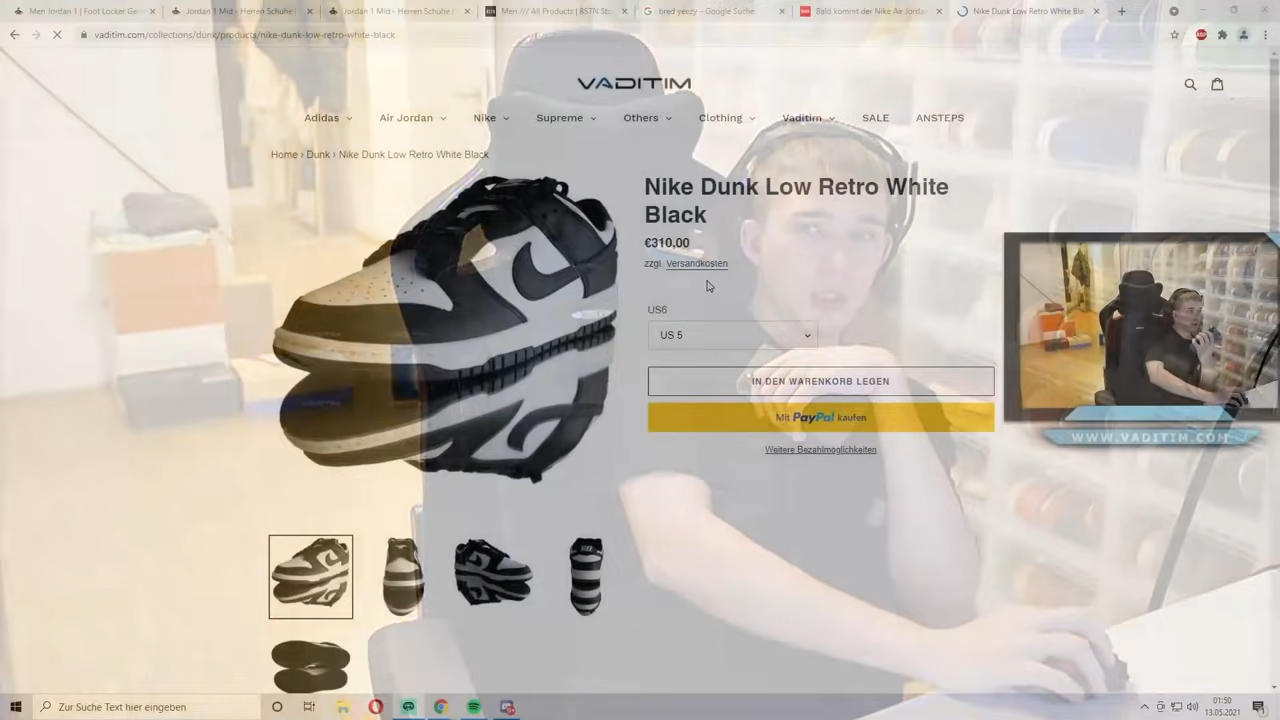 Men Jordan 1 | Foot Locker Ge
Jordan 1 Mid - Herren Schuhe
Jordan 1 Mid - Herren Schuhe |
Men /// All Products | BSTN Sto
bred yeezy - Google Suche
Bald kommt der Nike Air Jorda
Nike Dunk Low Retro White Bla
vaditim.com/collections/dunk/products/nike-dunk-low-retro-white-black
VADITIM
Adidas
Air Jordan
Nike
Supreme
Others
Clothing
Vaditim
SALE
ANSTEPS
Home › Dunk › Nike Dunk Low Retro White Black
Nike Dunk Low Retro White
Black
€310,00
zzgl. Versandkosten
US6
US 5
IN DEN WARENKORB LEGEN
Mit PayPal kaufen
Weitere Bezahlmöglichkeiten
WWW.VADITIM.COM
Zur Suche Text hier eingeben
01:50
13.05.2021